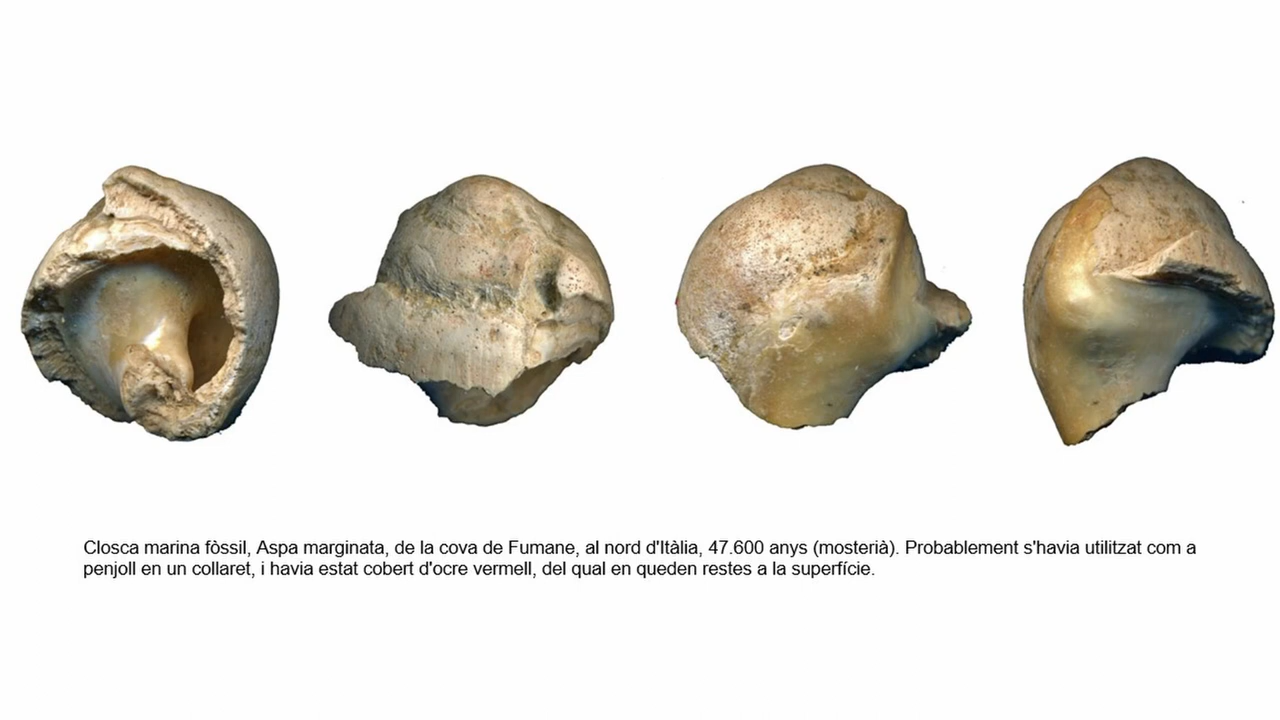 Closca marina fòssil, Aspa marginata, de la cova de Fumane, al nord d'Itàlia, 47.600 anys (mosterià). Probablement s'havia utilitzat com a
penjoll en un collaret, i havia estat cobert d'ocre vermell, del qual en queden restes a la superfície.